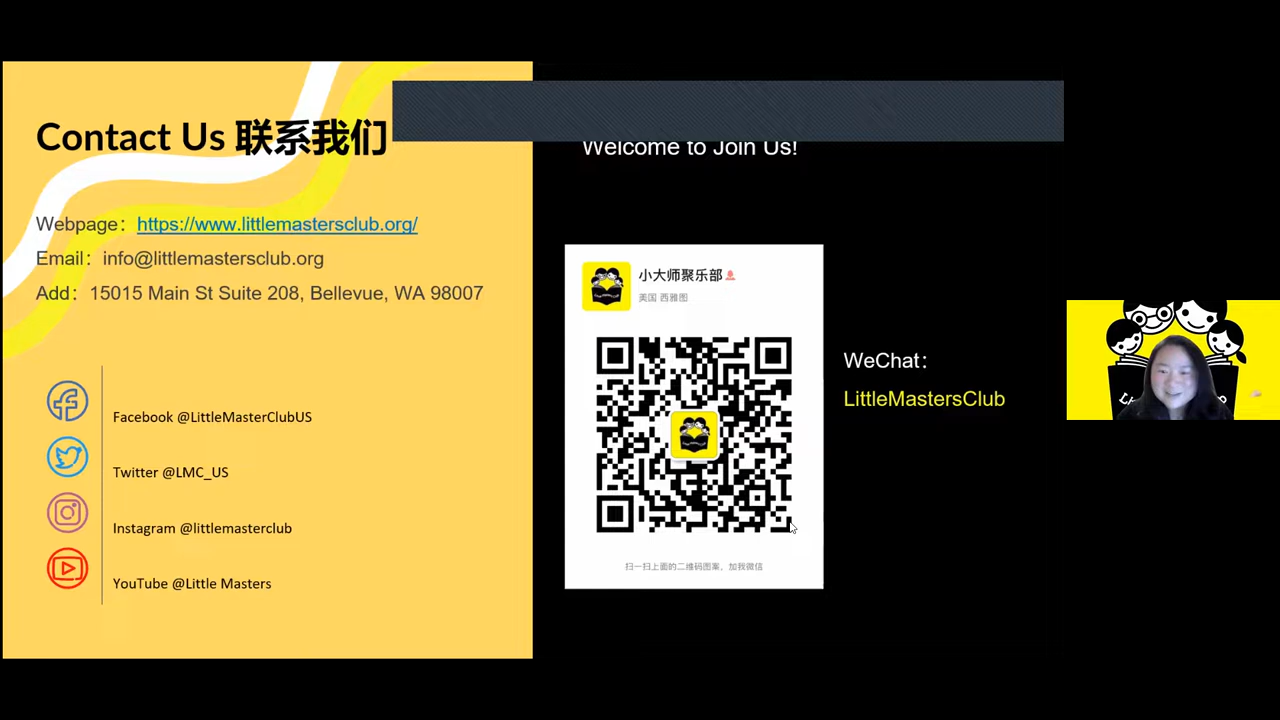 Contact Us 联系我们
Webpage：https://www.littlemastersclub.org/
Email：info@littlemastersclub.org
Add：15015 Main St Suite 208, Bellevue, WA 98007
Facebook @LittleMasterClubUS
Twitter @LMC_US
Instagram @littlemasterclub
YouTube @Little Masters
Welcome to Join Us!
小大师聚乐部
美国 西雅图
扫一扫上面的二维码图案，加我微信
WeChat：
LittleMastersClub